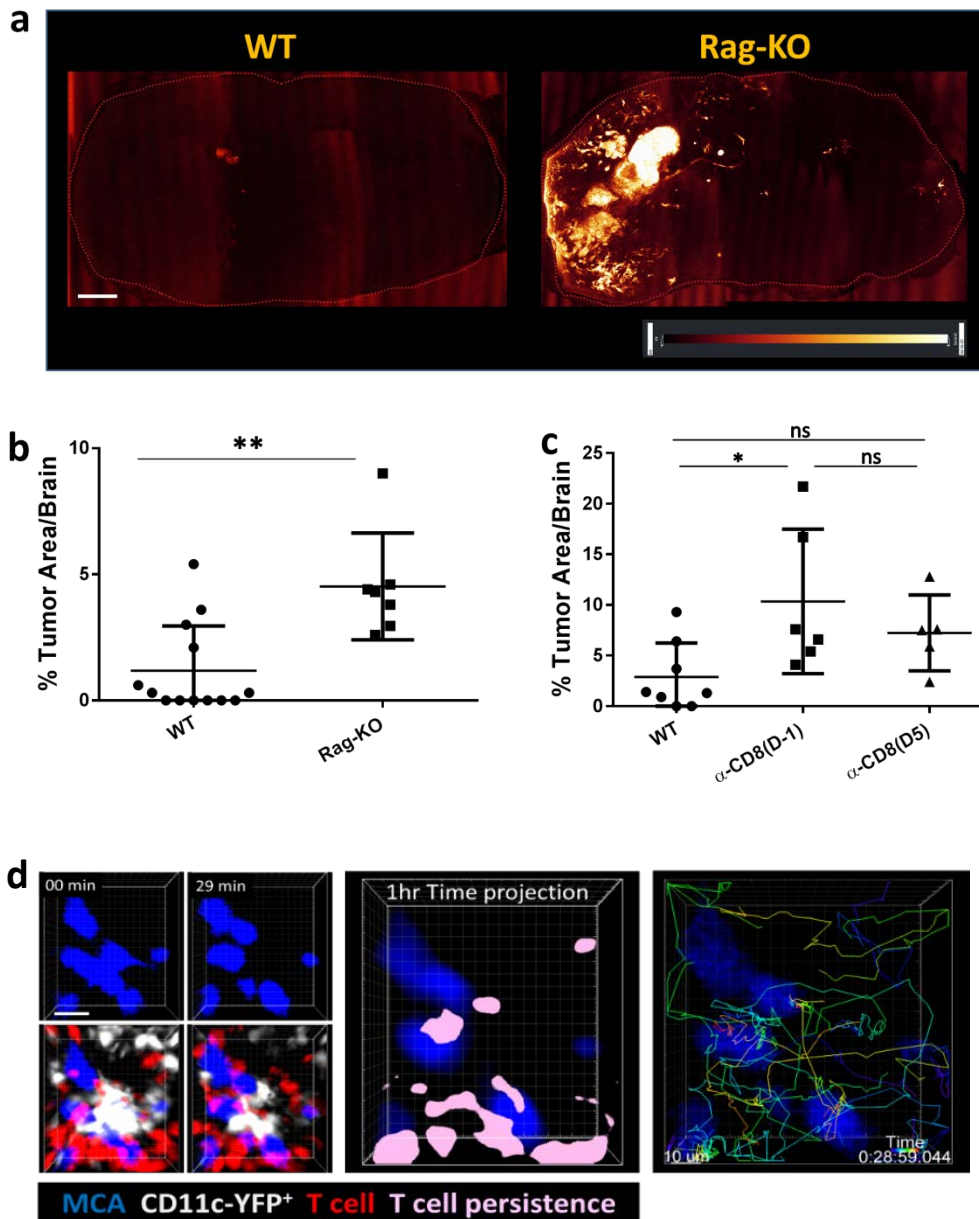 a
WT
Rag-KO
b
**
% Tumor Area/Brain
10
5
0
WT
Rag-KO
c
ns
*
ns
% Tumor Area/Brain
25
20
15
10
5
0
WT
α-CD8(D-1)
α-CD8(D5)
d
00 min
29 min
1hr Time projection
10 um
Time
0:28:59.044
MCA CD11c-YFP⁺ T cell T cell persistence